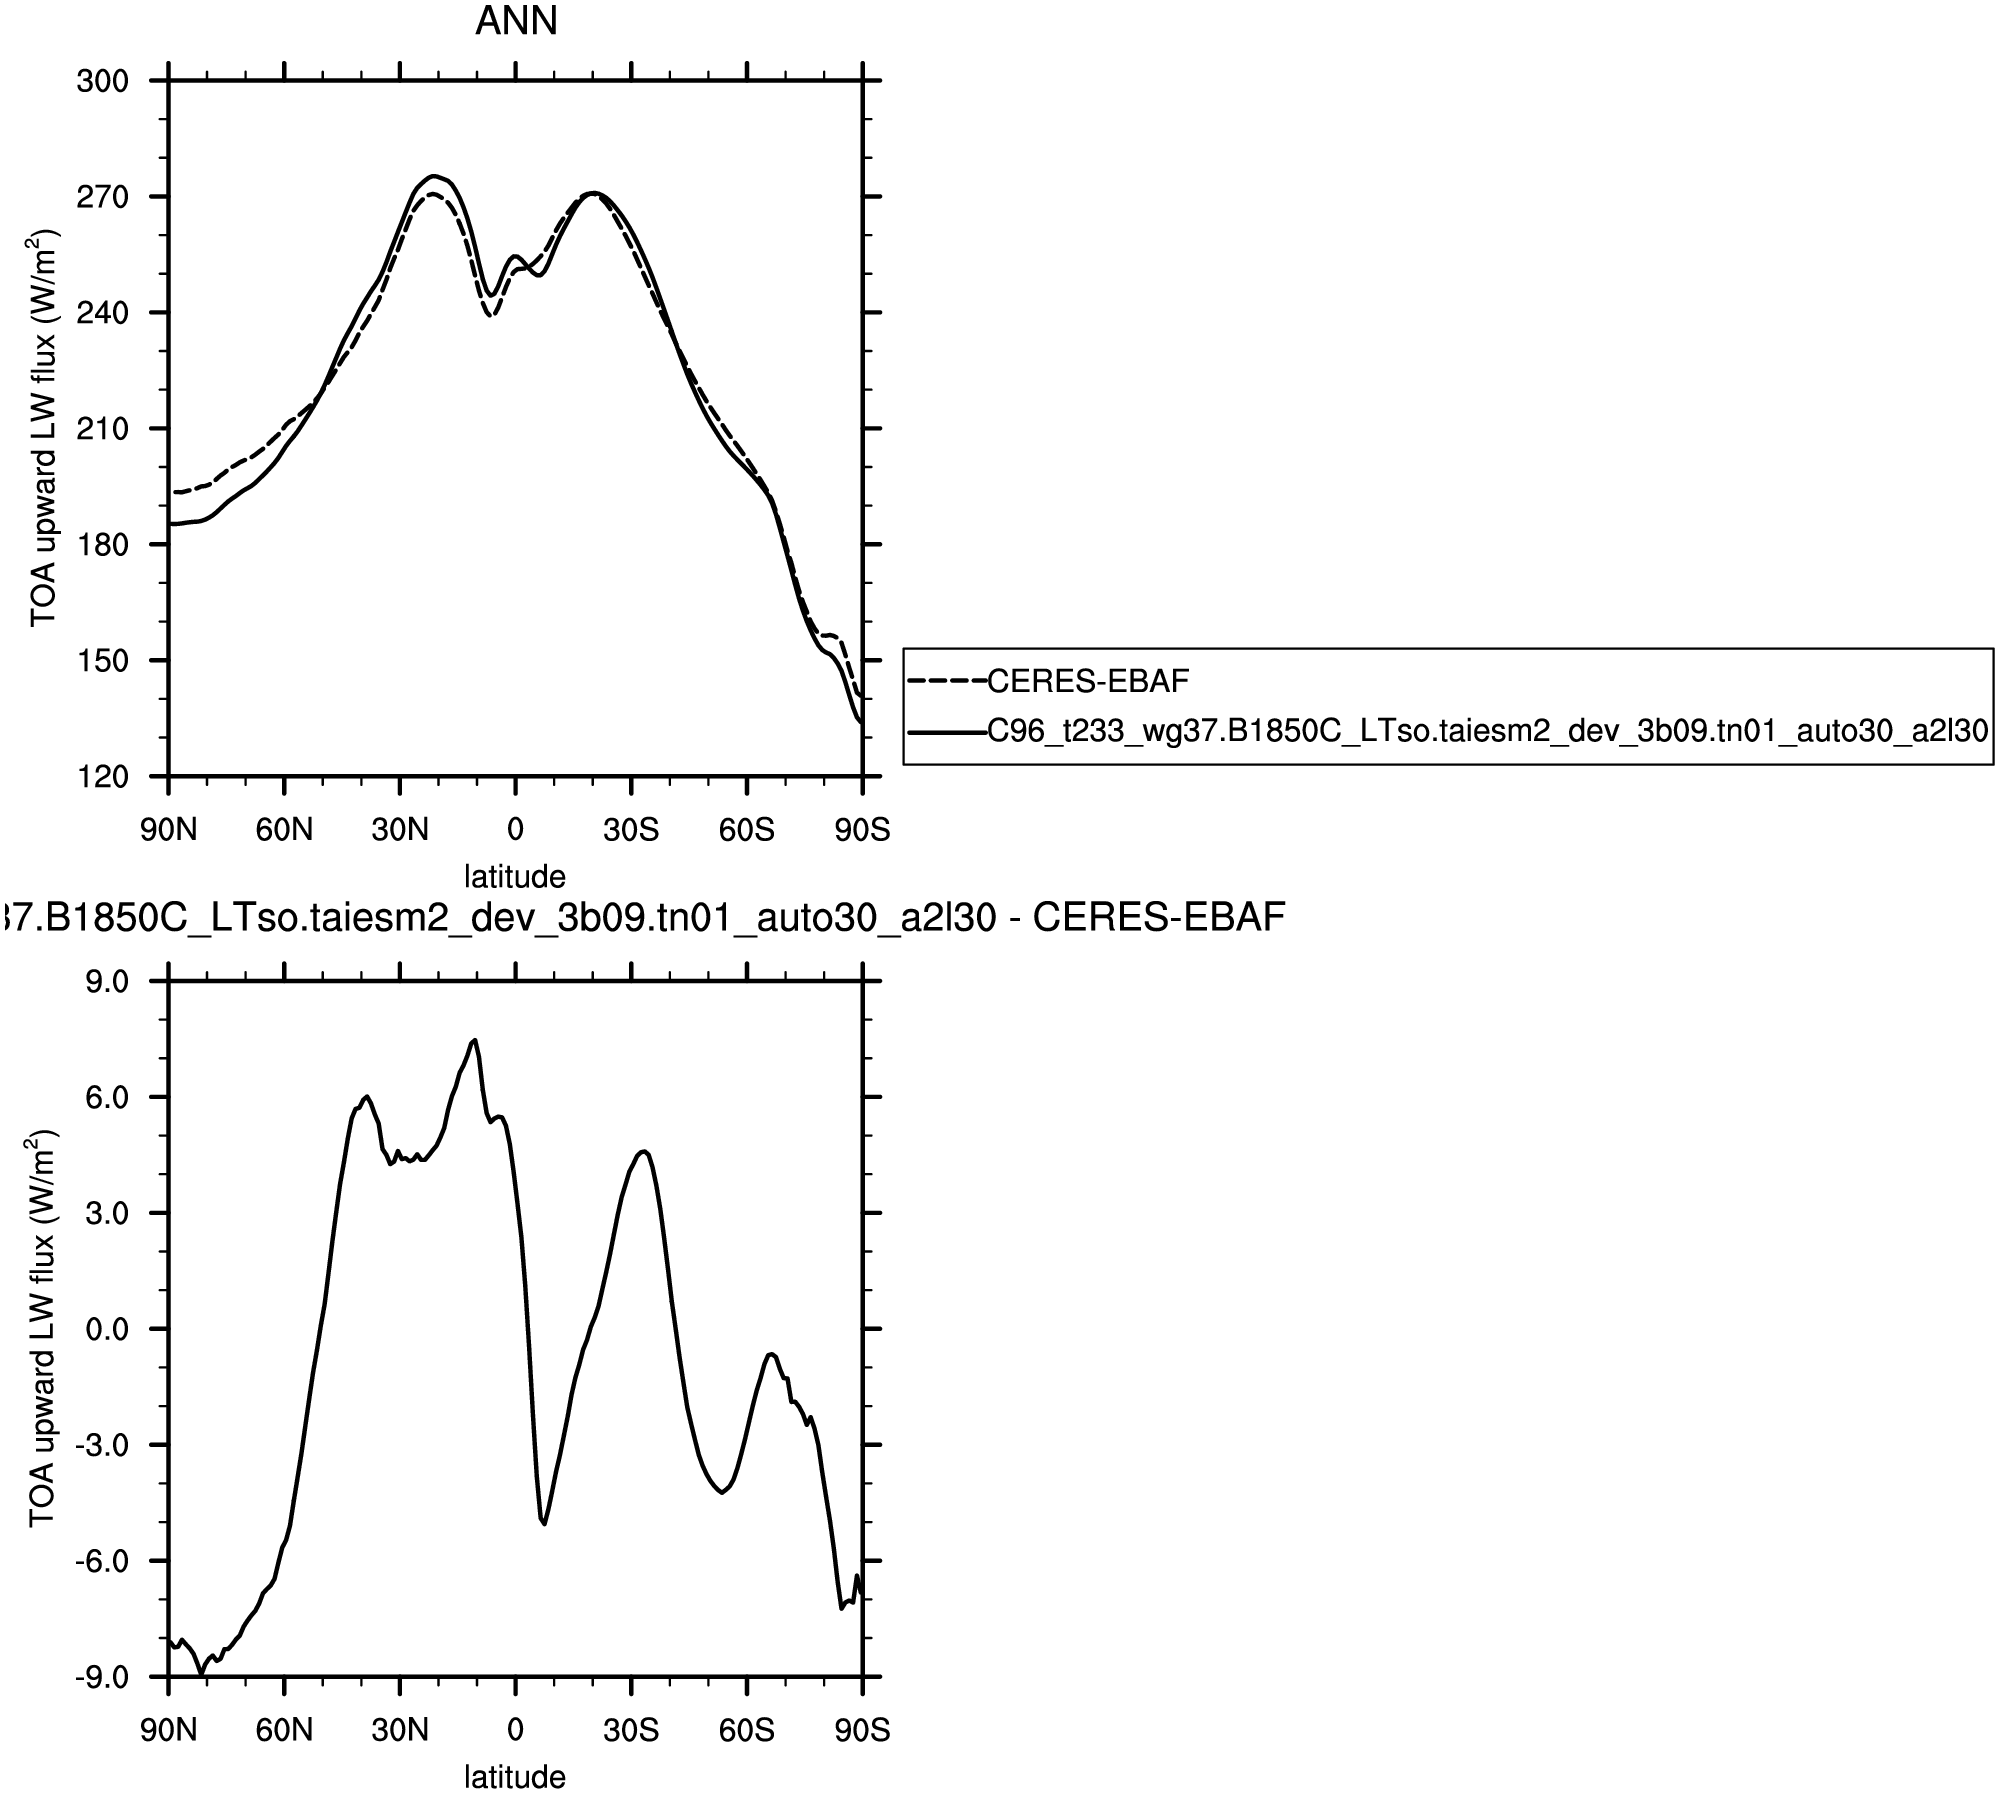 ANN
300
270
240
210
180
150
120
TOA upward LW flux (W/m²)
90N 60N 30N 0 30S 60S 90S
latitude
CERES-EBAF
C96_t233_wg37.B1850C_LTso.taiesm2_dev_3b09.tn01_auto30_a2l30
37.B1850C_LTso.taiesm2_dev_3b09.tn01_auto30_a2l30 - CERES-EBAF
9.0
6.0
3.0
0.0
-3.0
-6.0
-9.0
TOA upward LW flux (W/m²)
90N 60N 30N 0 30S 60S 90S
latitude